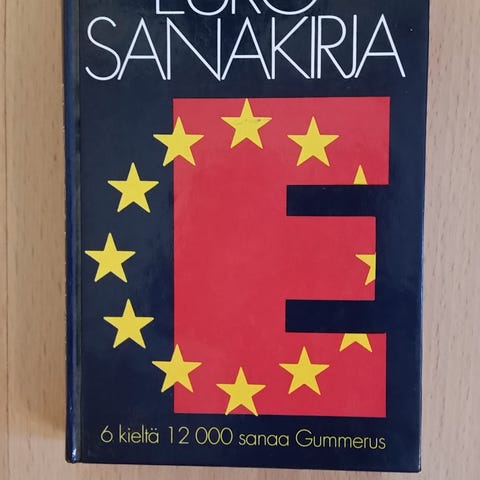 EURO
SANAKIRJA
E
6 kieltä 12 000 sanaa Gummerus